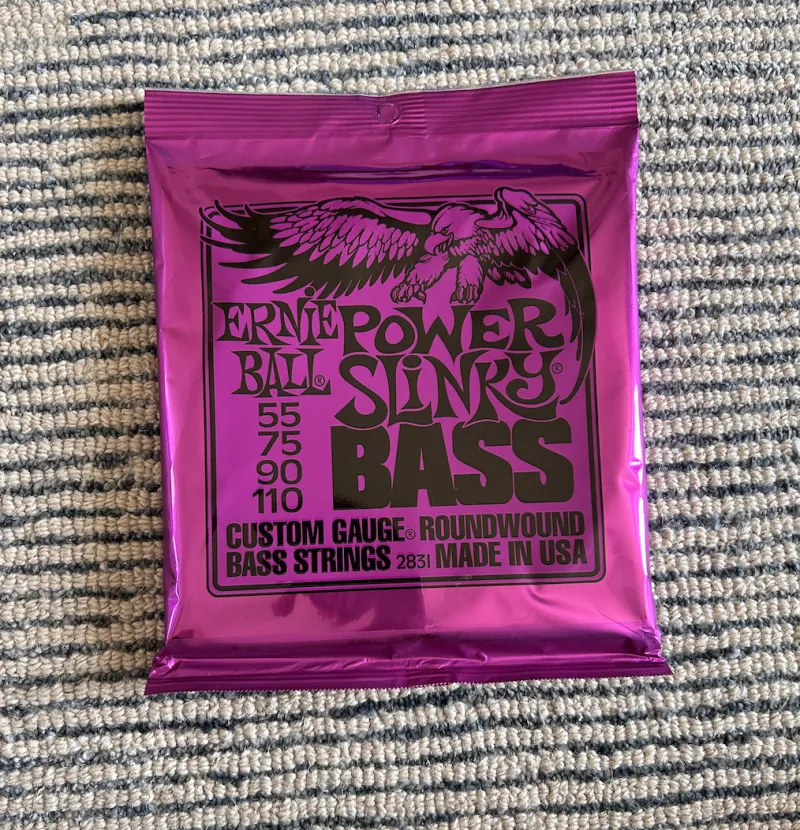 ERNIE
BALL®
POWER
SLINKY®
BASS
55
75
90
110
CUSTOM GAUGE® ROUNDWOUND
BASS STRINGS 2831 MADE IN USA